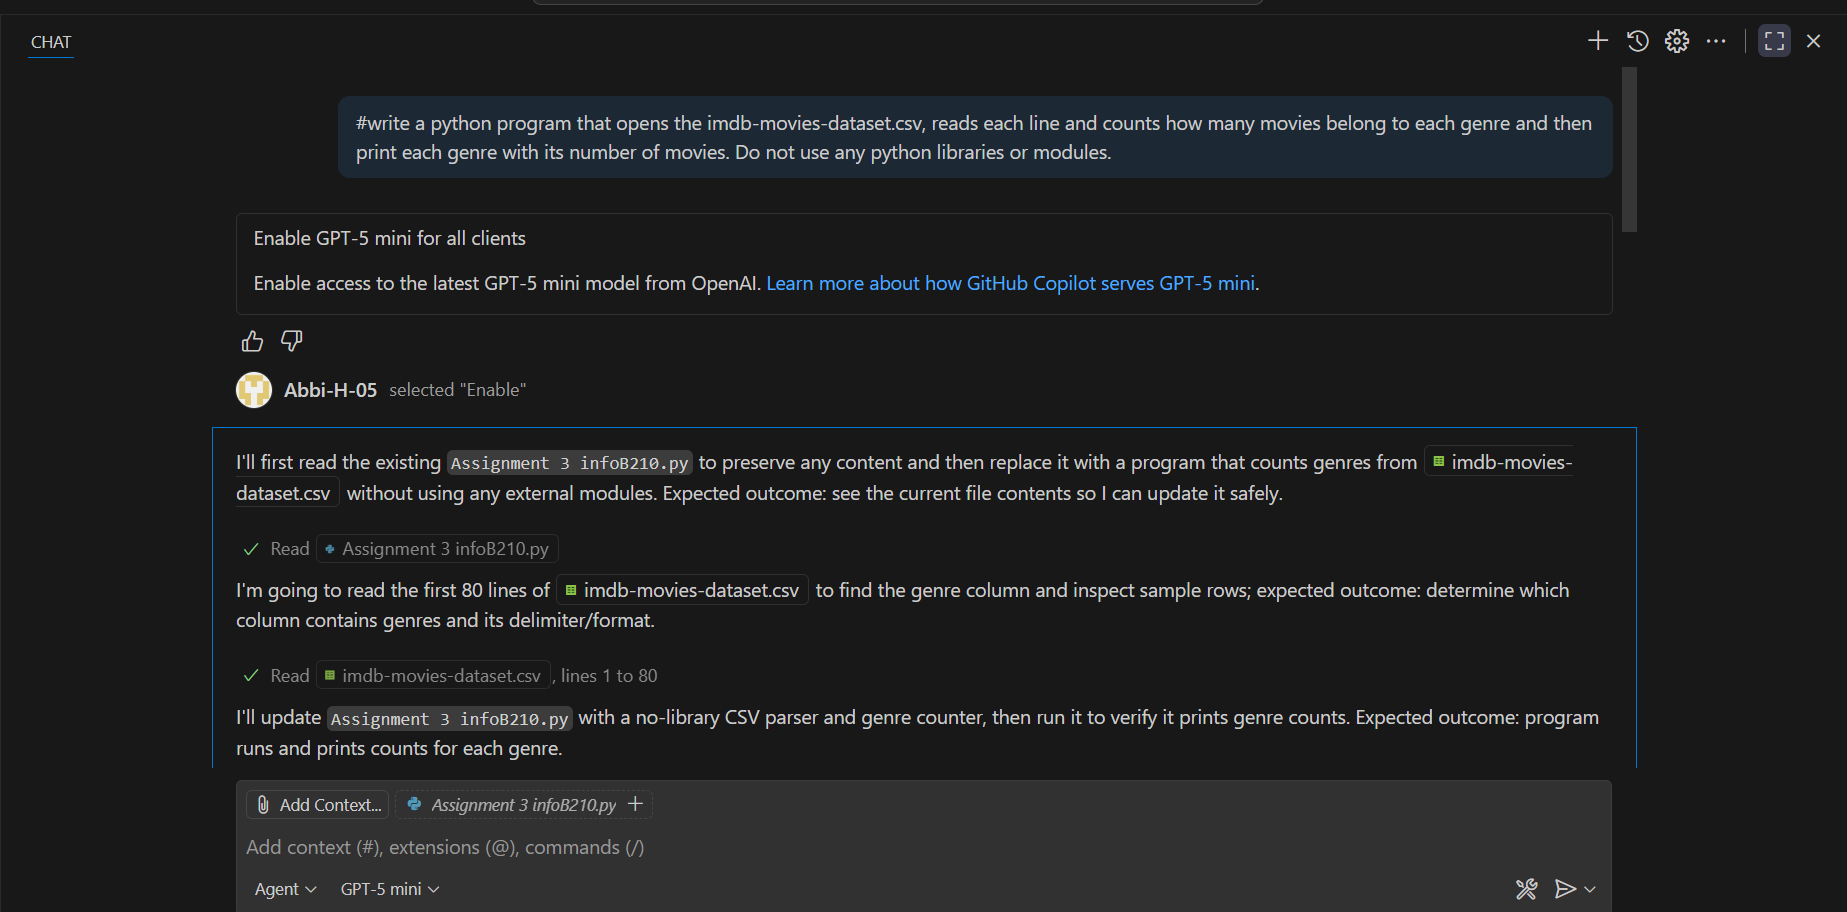 CHAT
#write a python program that opens the imdb-movies-dataset.csv, reads each line and counts how many movies belong to each genre and then
print each genre with its number of movies. Do not use any python libraries or modules.
Enable GPT-5 mini for all clients
Enable access to the latest GPT-5 mini model from OpenAI. Learn more about how GitHub Copilot serves GPT-5 mini.
Abbi-H-05 selected "Enable"
I'll first read the existing Assignment 3 infoB210.py to preserve any content and then replace it with a program that counts genres from imdb-movies-
dataset.csv without using any external modules. Expected outcome: see the current file contents so I can update it safely.
Read Assignment 3 infoB210.py
I'm going to read the first 80 lines of imdb-movies-dataset.csv to find the genre column and inspect sample rows; expected outcome: determine which
column contains genres and its delimiter/format.
Read imdb-movies-dataset.csv, lines 1 to 80
I'll update Assignment 3 infoB210.py with a no-library CSV parser and genre counter, then run it to verify it prints genre counts. Expected outcome: program
runs and prints counts for each genre.
Add Context... Assignment 3 infoB210.py
Add context (#), extensions (@), commands (/)
Agent GPT-5 mini